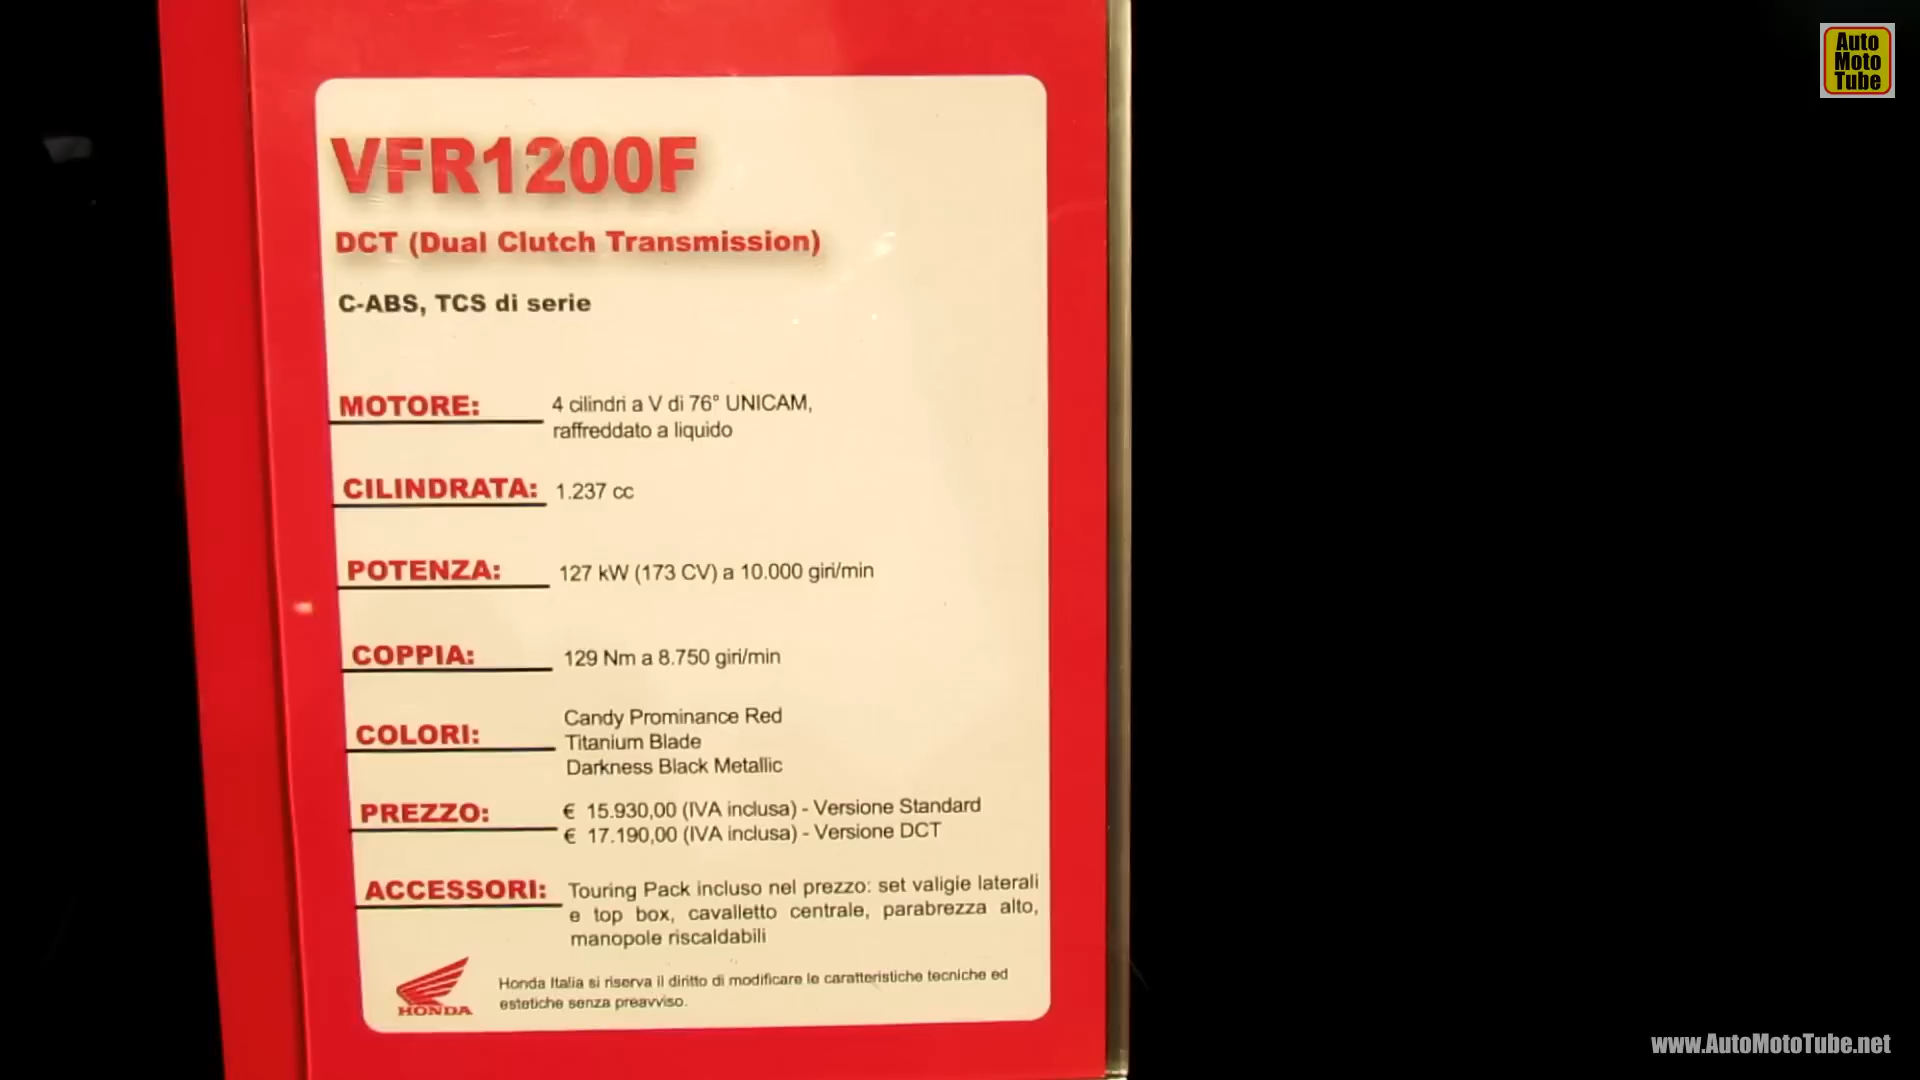 Auto
Moto
Tube
VFR1200F
DCT (Dual Clutch Transmission)
C-ABS, TCS di serie
MOTORE: 4 cilindri a V di 76° UNICAM,
raffreddato a liquido
CILINDRATA: 1.237 cc
POTENZA: 127 kW (173 CV) a 10.000 giri/min
COPPIA: 129 Nm a 8.750 giri/min
COLORI: Candy Prominance Red
Titanium Blade
Darkness Black Metallic
PREZZO: € 15.930,00 (IVA inclusa) - Versione Standard
€ 17.190,00 (IVA inclusa) - Versione DCT
ACCESSORI: Touring Pack incluso nel prezzo: set valigie laterali
e top box, cavalletto centrale, parabrezza alto,
manopole riscaldabili
HONDA
Honda Italia si riserva il diritto di modificare le caratteristiche tecniche ed
estetiche senza preavviso.
www.AutoMotoTube.net